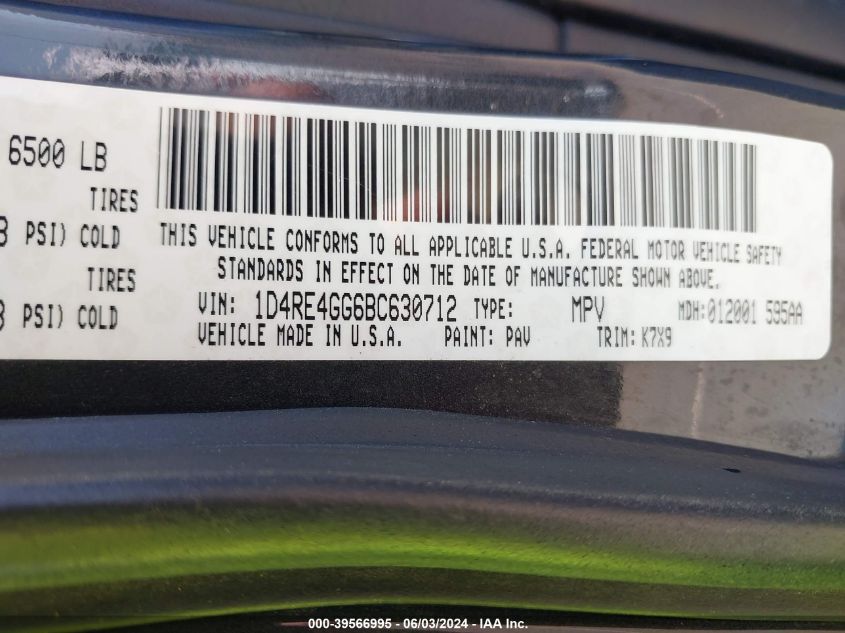 6500 LB
TIRES
PSI) COLD
TIRES
PSI) COLD
THIS VEHICLE CONFORMS TO ALL APPLICABLE U.S.A. FEDERAL MOTOR VEHICLE SAFETY
STANDARDS IN EFFECT ON THE DATE OF MANUFACTURE SHOWN ABOVE.
VIN: 1D4RE4GG6BC630712 TYPE: MPV MDH:012001 595AA
VEHICLE MADE IN U.S.A. PAINT: PAV TRIM: K7X9
000-39566995 - 06/03/2024 - IAA Inc.